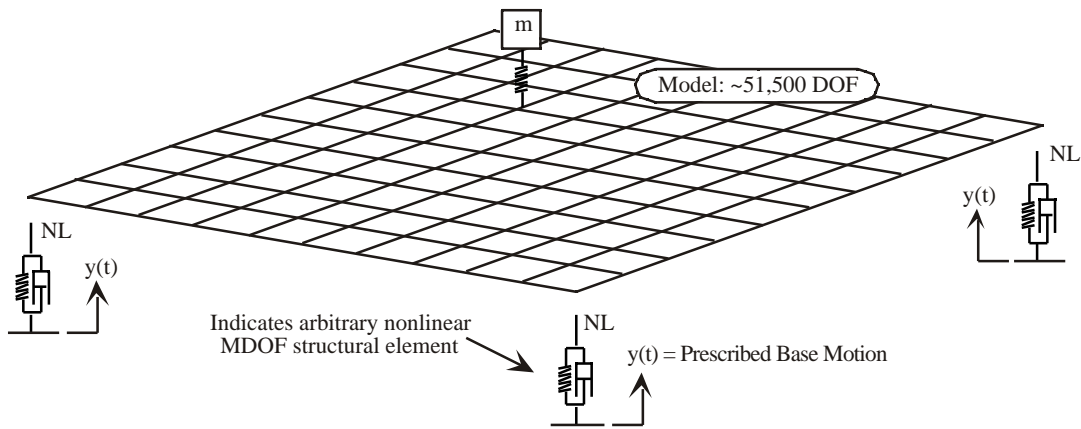 m
Model: ~51,500 DOF
NL
y(t)
NL
y(t)
Indicates arbitrary nonlinear
MDOF structural element
NL
y(t) = Prescribed Base Motion